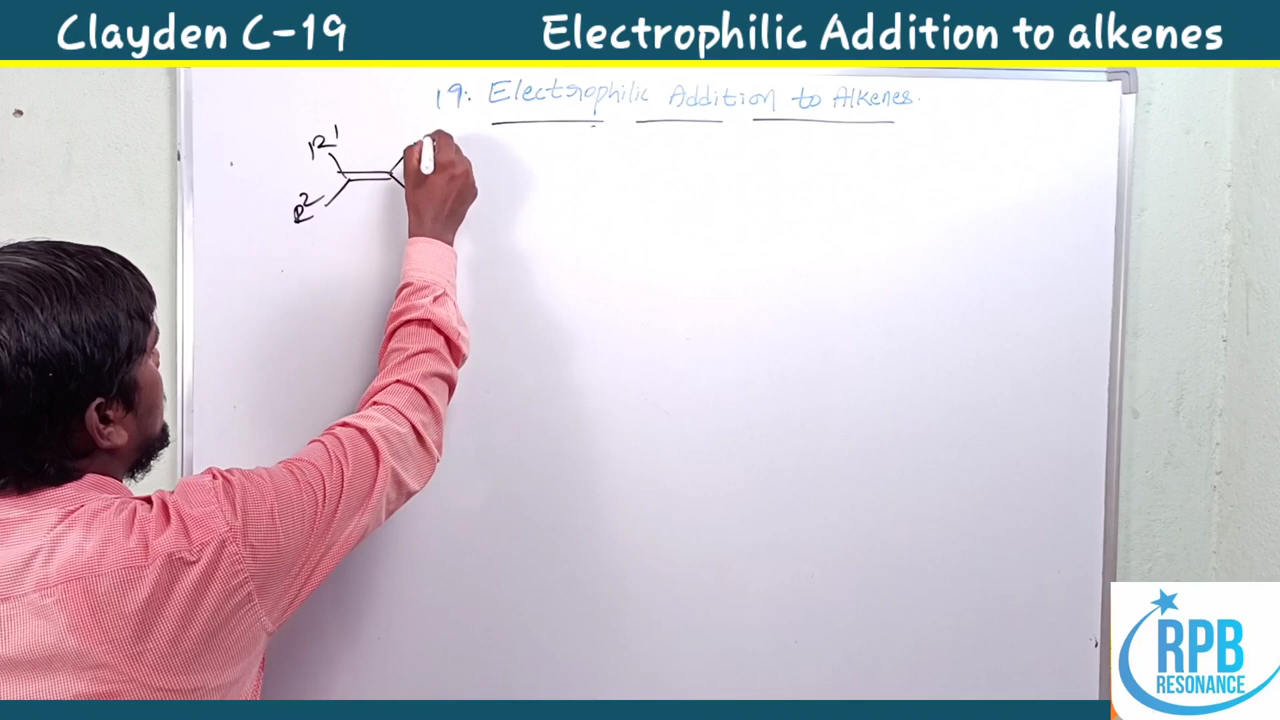 Clayden C-19
Electrophilic Addition to alkenes
19. Electrophilic Addition to Alkenes.
R1
R2
RPB
RESONANCE